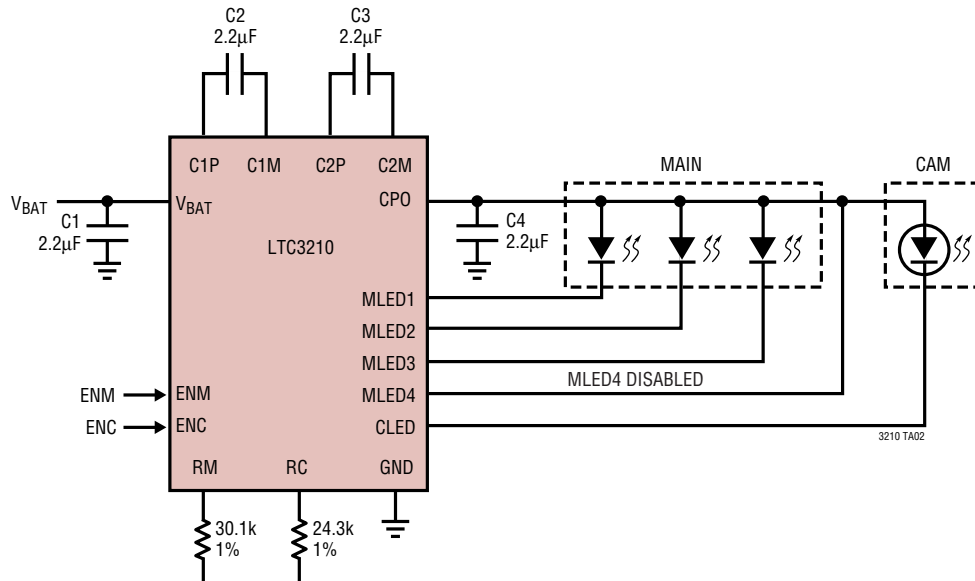 C2
2.2µF
C3
2.2µF
C1P C1M C2P C2M
MAIN
CAM
VBAT
VBAT
CPO
C1
2.2µF
C4
2.2µF
LTC3210
MLED1
MLED2
MLED3
MLED4 DISABLED
ENM
ENM
MLED4
ENC
ENC
CLED
3210 TA02
RM RC GND
30.1k
1%
24.3k
1%